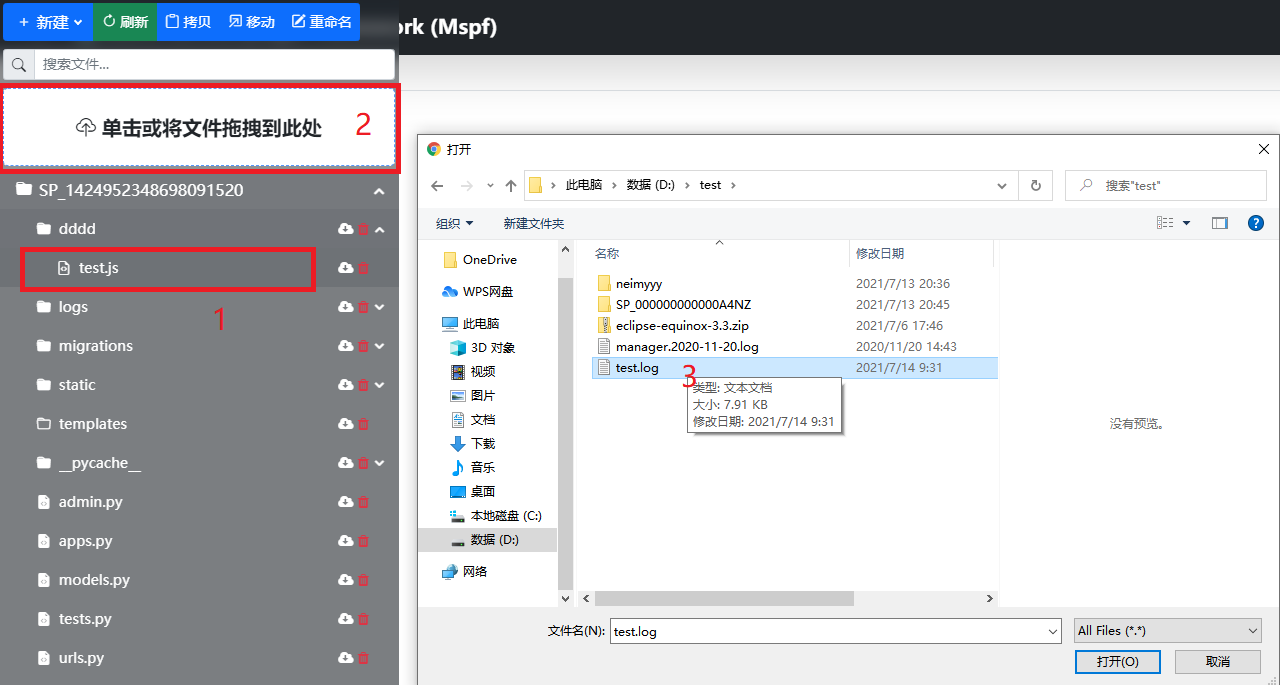 新建 刷新 拷贝 移动 重命名
ork (Mspf)
搜索文件...
单击或将文件拖拽到此处 2
SP_1424952348698091520
dddd
test.js
1
logs
migrations
static
templates
__pycache__
admin.py
apps.py
models.py
tests.py
urls.py
打开
此电脑 › 数据 (D:) › test ›
搜索"test"
组织 新建文件夹
OneDrive
WPS网盘
此电脑
3D 对象
视频
图片
文档
下载
音乐
桌面
本地磁盘 (C:)
数据 (D:)
网络
名称 修改日期
neimyyy 2021/7/13 20:36
SP_000000000000A4NZ 2021/7/13 20:45
eclipse-equinox-3.3.zip 2021/7/6 17:46
manager.2020-11-20.log 2020/11/20 14:43
test.log 2021/7/14 9:31
3
类型: 文本文档
大小: 7.91 KB
修改日期: 2021/7/14 9:31
没有预览。
文件名(N): test.log All Files (*.*)
打开(O) 取消